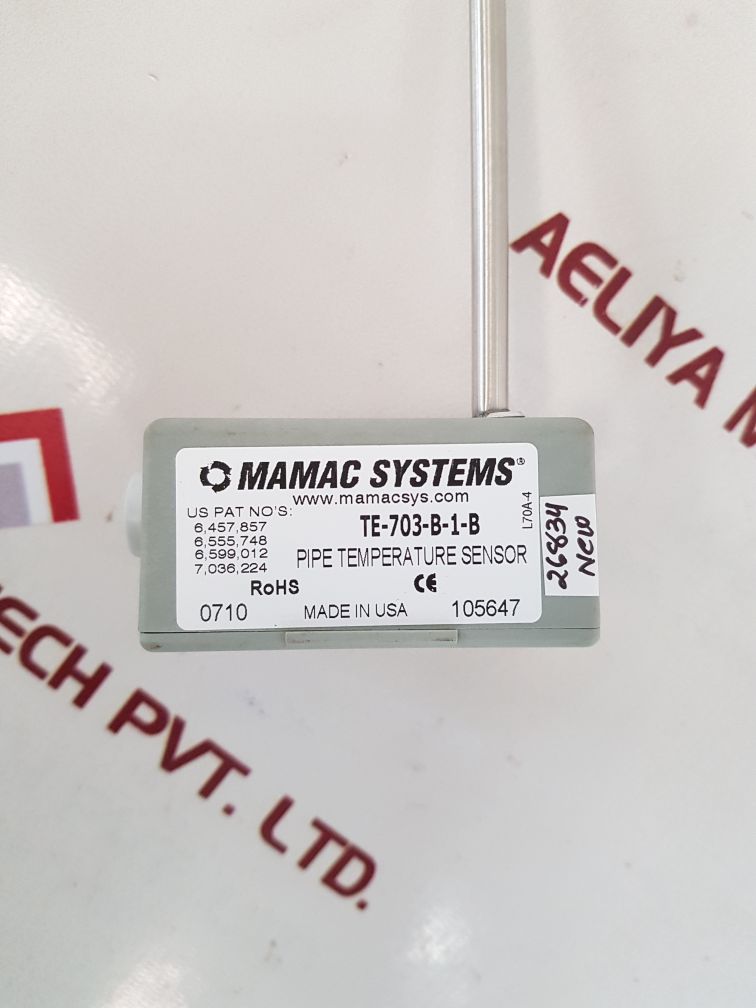 AELIYA M
MAMAC SYSTEMS®
www.mamacsys.com
US PAT NO'S:
6,457,857
6,555,748
6,599,012
7,036,224
TE-703-B-1-B
PIPE TEMPERATURE SENSOR
RoHS CE
0710 MADE IN USA 105647
L70A-4
26834
New
ECH PVT. LTD.